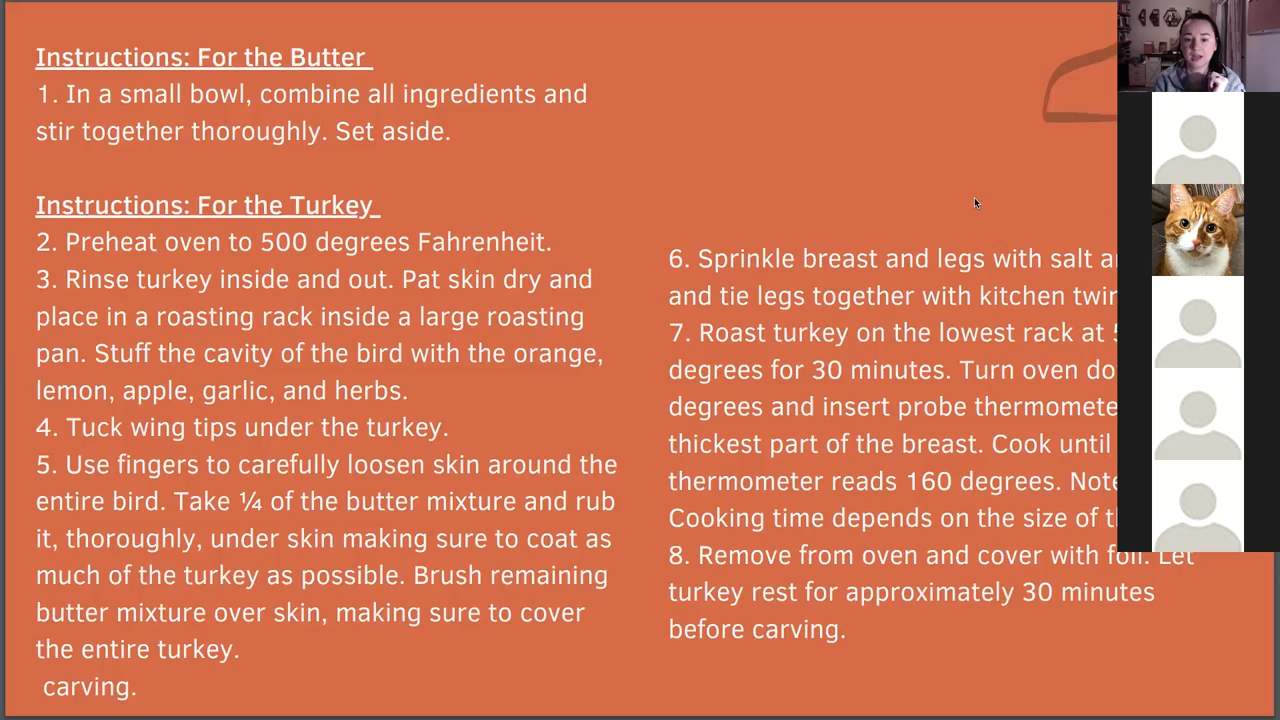 Instructions: For the Butter
1. In a small bowl, combine all ingredients and
stir together thoroughly. Set aside.
Instructions: For the Turkey
2. Preheat oven to 500 degrees Fahrenheit.
3. Rinse turkey inside and out. Pat skin dry and
place in a roasting rack inside a large roasting
pan. Stuff the cavity of the bird with the orange,
lemon, apple, garlic, and herbs.
4. Tuck wing tips under the turkey.
5. Use fingers to carefully loosen skin around the
entire bird. Take ¼ of the butter mixture and rub
it, thoroughly, under skin making sure to coat as
much of the turkey as possible. Brush remaining
butter mixture over skin, making sure to cover
the entire turkey.
carving.
6. Sprinkle breast and legs with salt
and tie legs together with kitchen
7. Roast turkey on the lowest rack at
degrees for 30 minutes. Turn oven
degrees and insert probe
thickest part of the breast. Cook until
thermometer reads 160 degrees.
Cooking time depends on the size of
8. Remove from oven and cover with foil. Let
turkey rest for approximately 30 minutes
before carving.